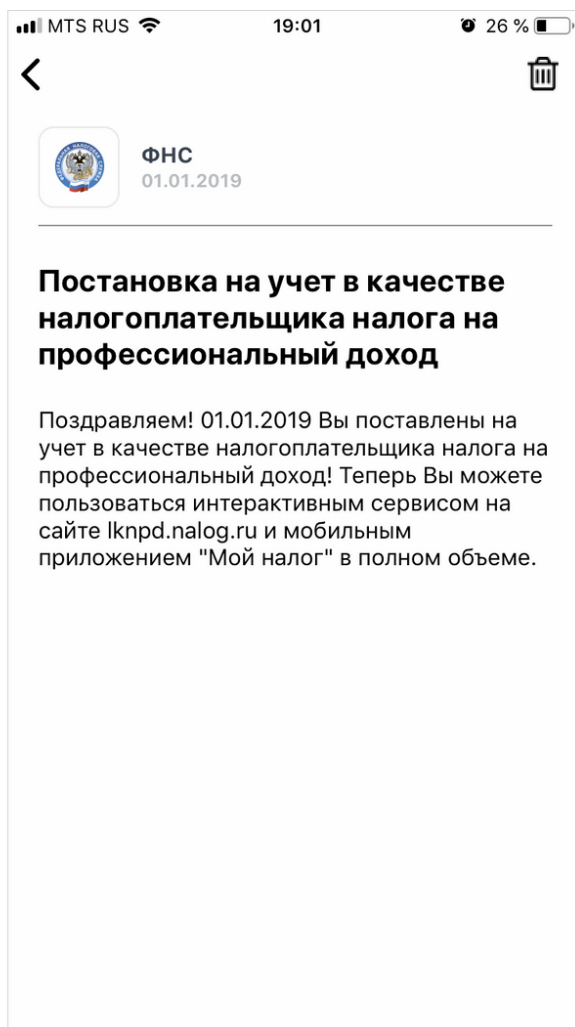 MTS RUS 19:01 26 %
ФНС
01.01.2019
Постановка на учет в качестве
налогоплательщика налога на
профессиональный доход
Поздравляем! 01.01.2019 Вы поставлены на
учет в качестве налогоплательщика налога на
профессиональный доход! Теперь Вы можете
пользоваться интерактивным сервисом на
сайте lknpd.nalog.ru и мобильным
приложением "Мой налог" в полном объеме.